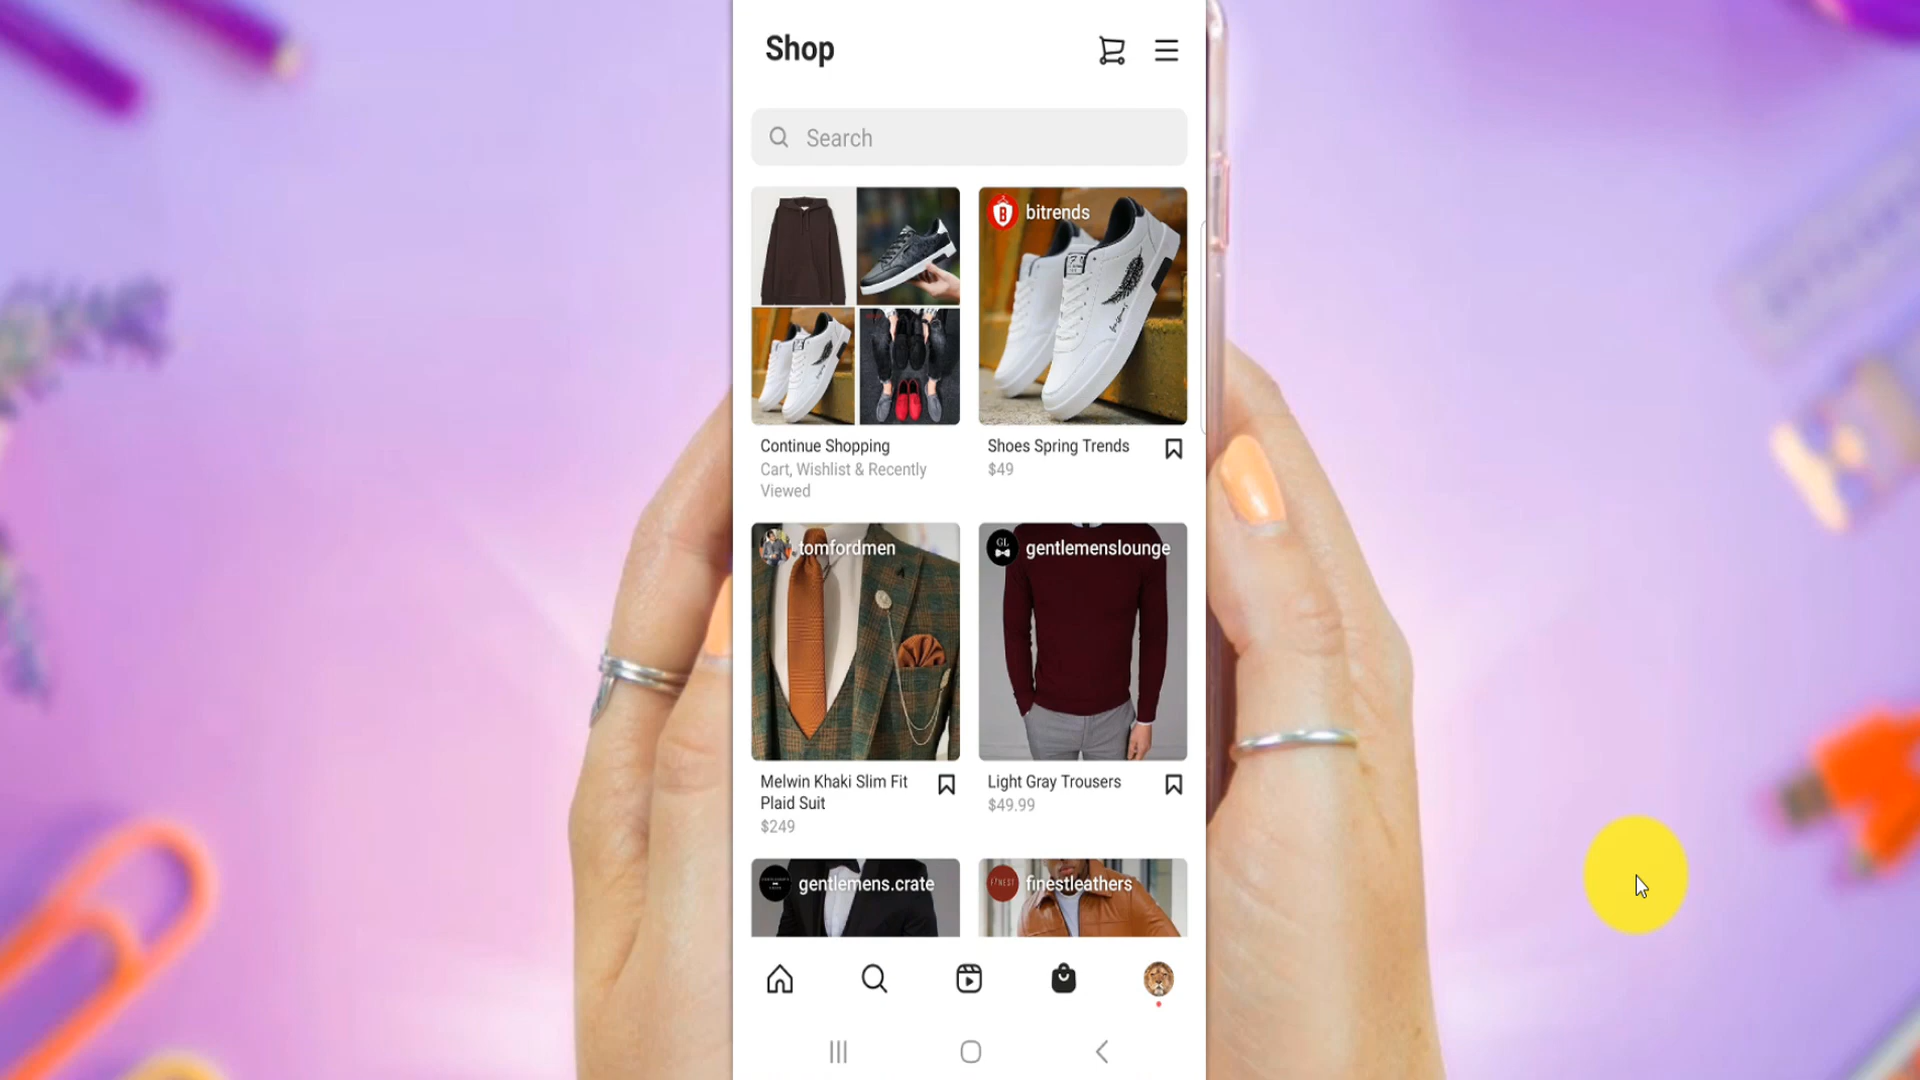 Shop
Search
bitrends
Continue Shopping
Cart, Wishlist & Recently
Viewed
Shoes Spring Trends
$49
tomfordmen
GL
gentlemenslounge
Melwin Khaki Slim Fit
Plaid Suit
$249
Light Gray Trousers
$49.99
gentlemens.crate
finestleathers